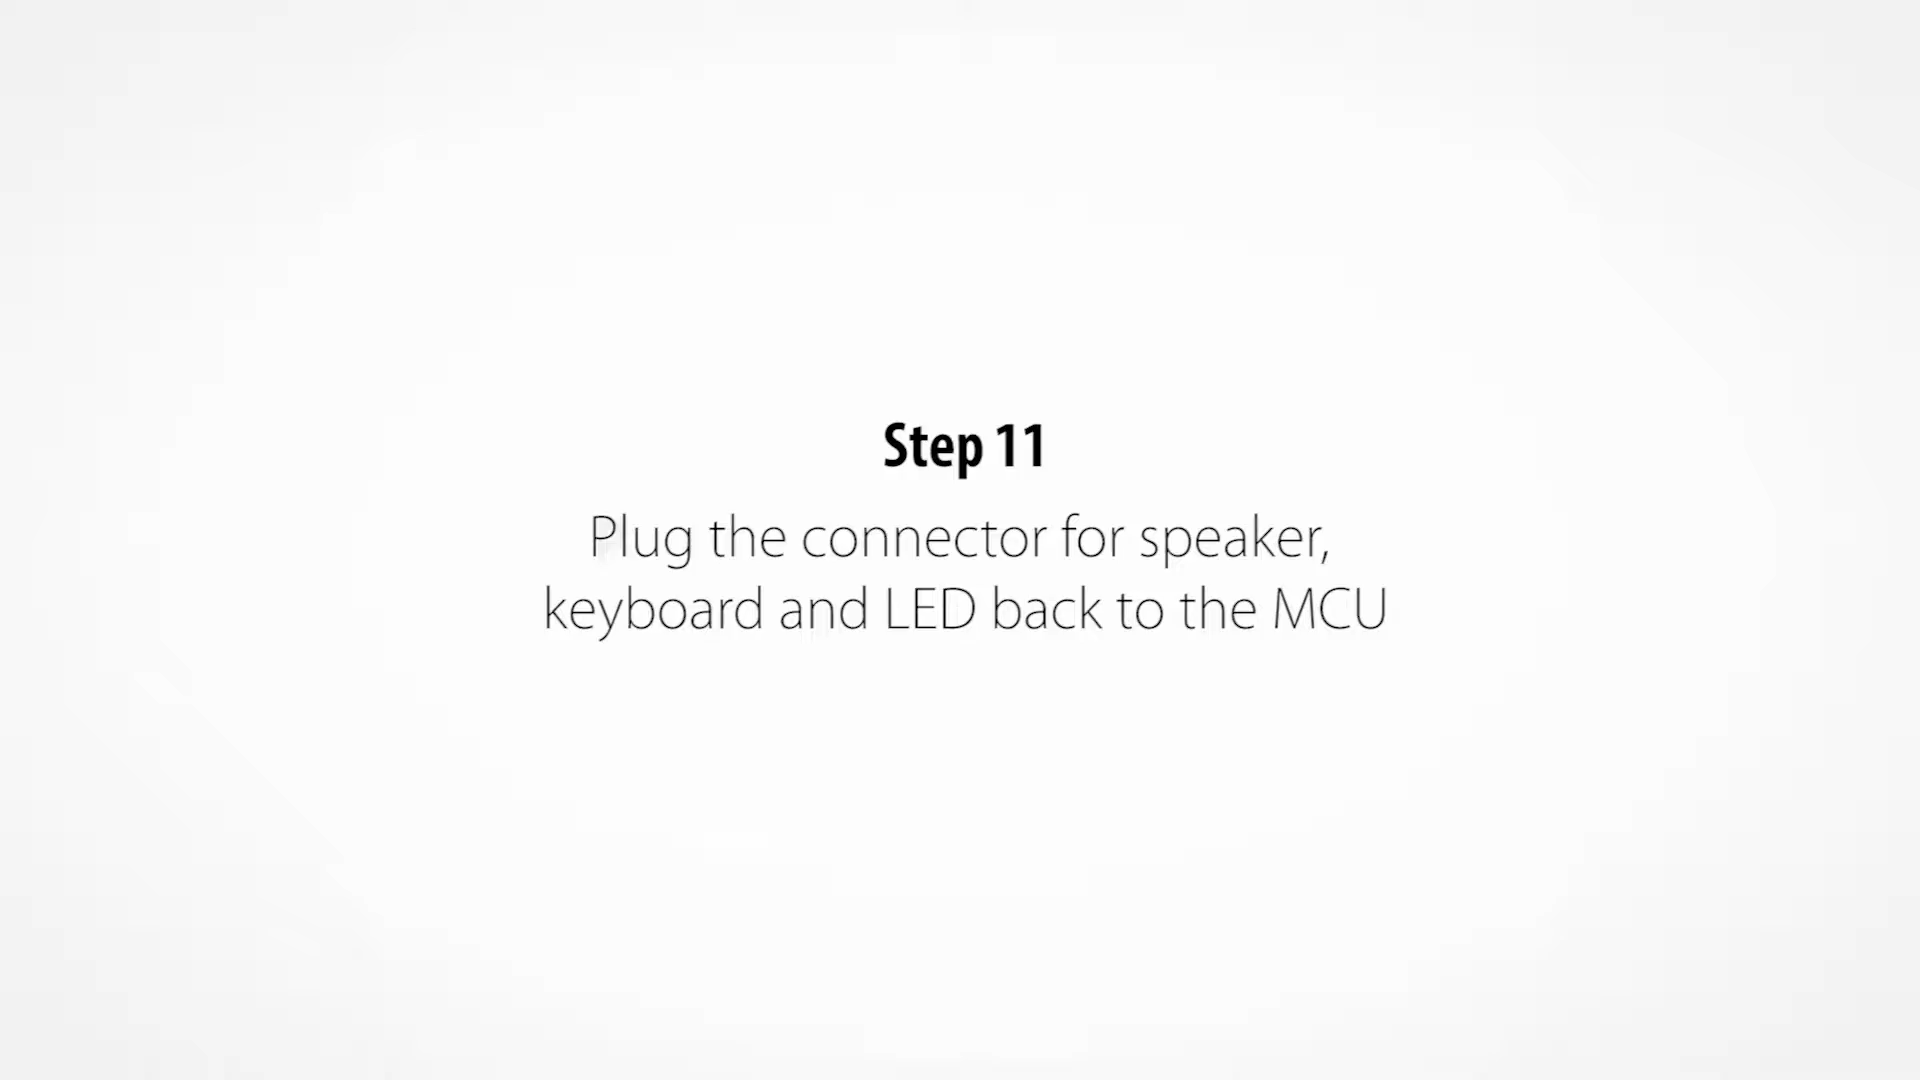 Step 11
Plug the connector for speaker,
keyboard and LED back to the MCU